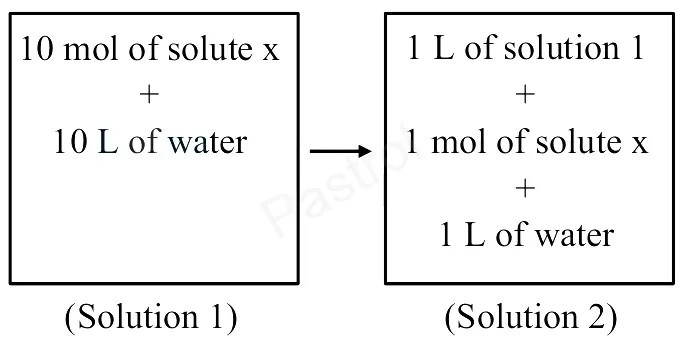 10 mol of solute x
+
10 L of water
(Solution 1)
1 L of solution 1
+
1 mol of solute x
+
1 L of water
(Solution 2)